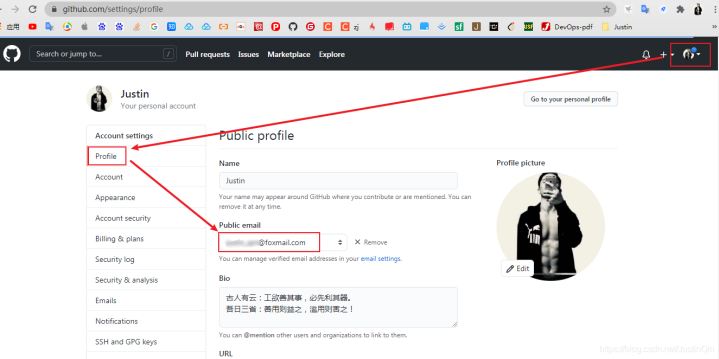 github.com/settings/profile
应用
zj
sf
DevOps-pdf
Justin
Search or jump to...
/
Pull requests Issues Marketplace Explore
Justin
Your personal account
Go to your personal profile
Account settings
Profile
Account
Appearance
Account security
Billing & plans
Security log
Security & analysis
Emails
Notifications
SSH and GPG keys
Public profile
Name
Justin
Your name may appear around GitHub where you contribute or are mentioned. You can
remove it at any time.
Public email
@foxmail.com
Remove
You can manage verified email addresses in your email settings.
Bio
古人有云：工欲善其事，必先利其器。
吾日三省：善用则益之，滥用则害之！
You can @mention other users and organizations to link to them.
URL
Profile picture
Edit